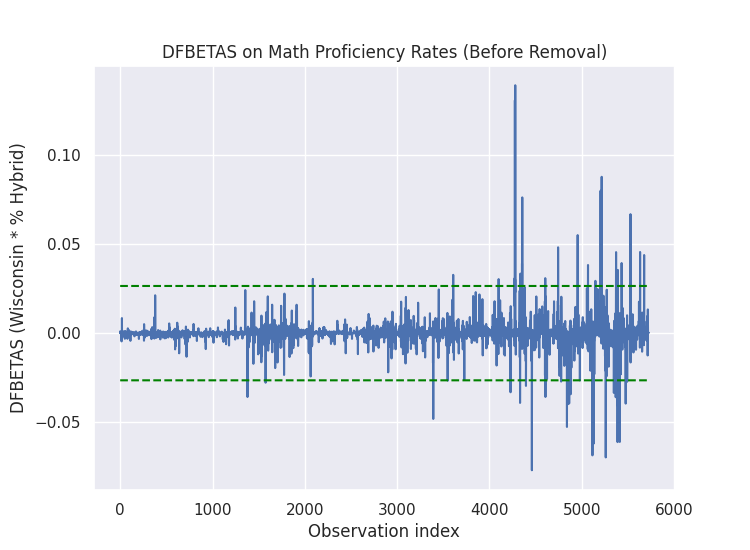 DFBETAS on Math Proficiency Rates (Before Removal)
DFBETAS (Wisconsin * % Hybrid)
0.10
0.05
0.00
−0.05
0 1000 2000 3000 4000 5000 6000
Observation index